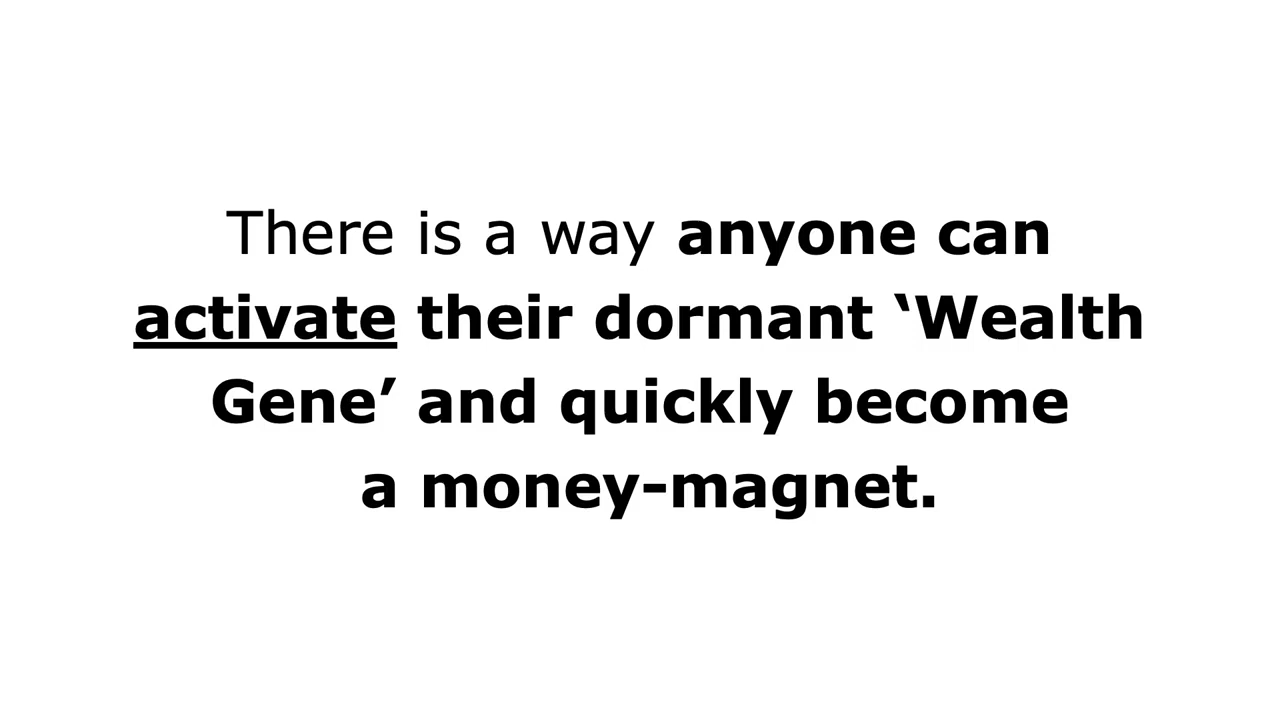 There is a way anyone can
activate their dormant ‘Wealth
Gene’ and quickly become
a money-magnet.